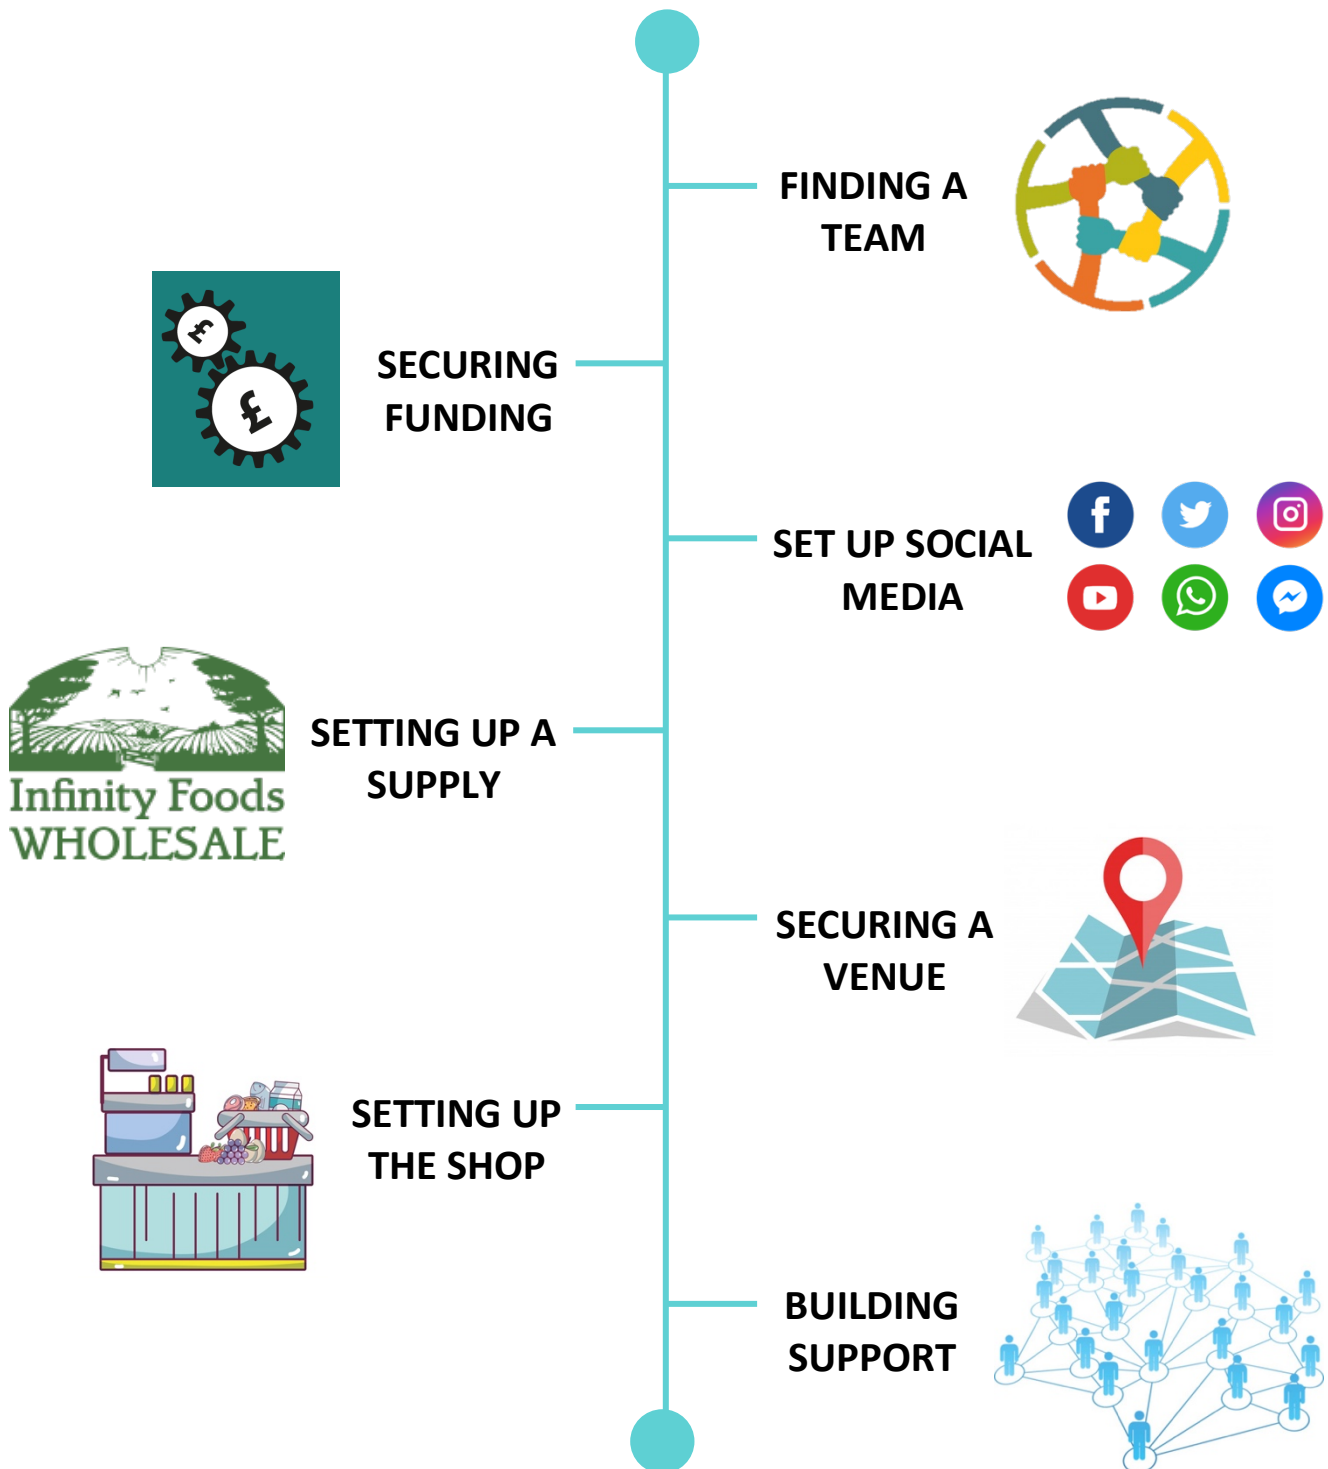 FINDING A
TEAM
£
£
SECURING
FUNDING
SET UP SOCIAL
MEDIA
Infinity Foods
WHOLESALE
SETTING UP A
SUPPLY
SECURING A
VENUE
SETTING UP
THE SHOP
BUILDING
SUPPORT